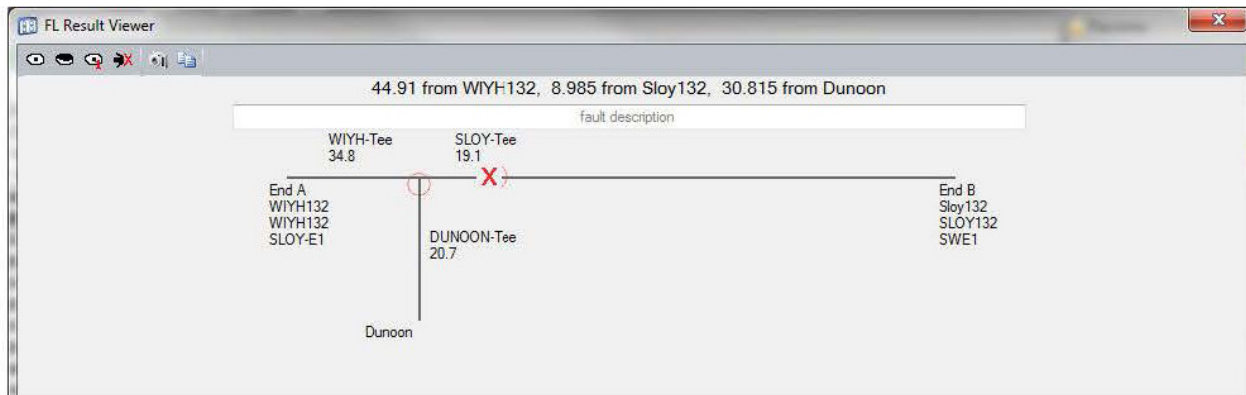 FL Result Viewer
44.91 from WIYH132, 8.985 from Sloy132, 30.815 from Dunoon
fault description
WIYH-Tee
34.8
SLOY-Tee
19.1
X
End A
WIYH132
WIYH132
SLOY-E1
End B
Sloy132
SLOY132
SWE1
DUNOON-Tee
20.7
Dunoon